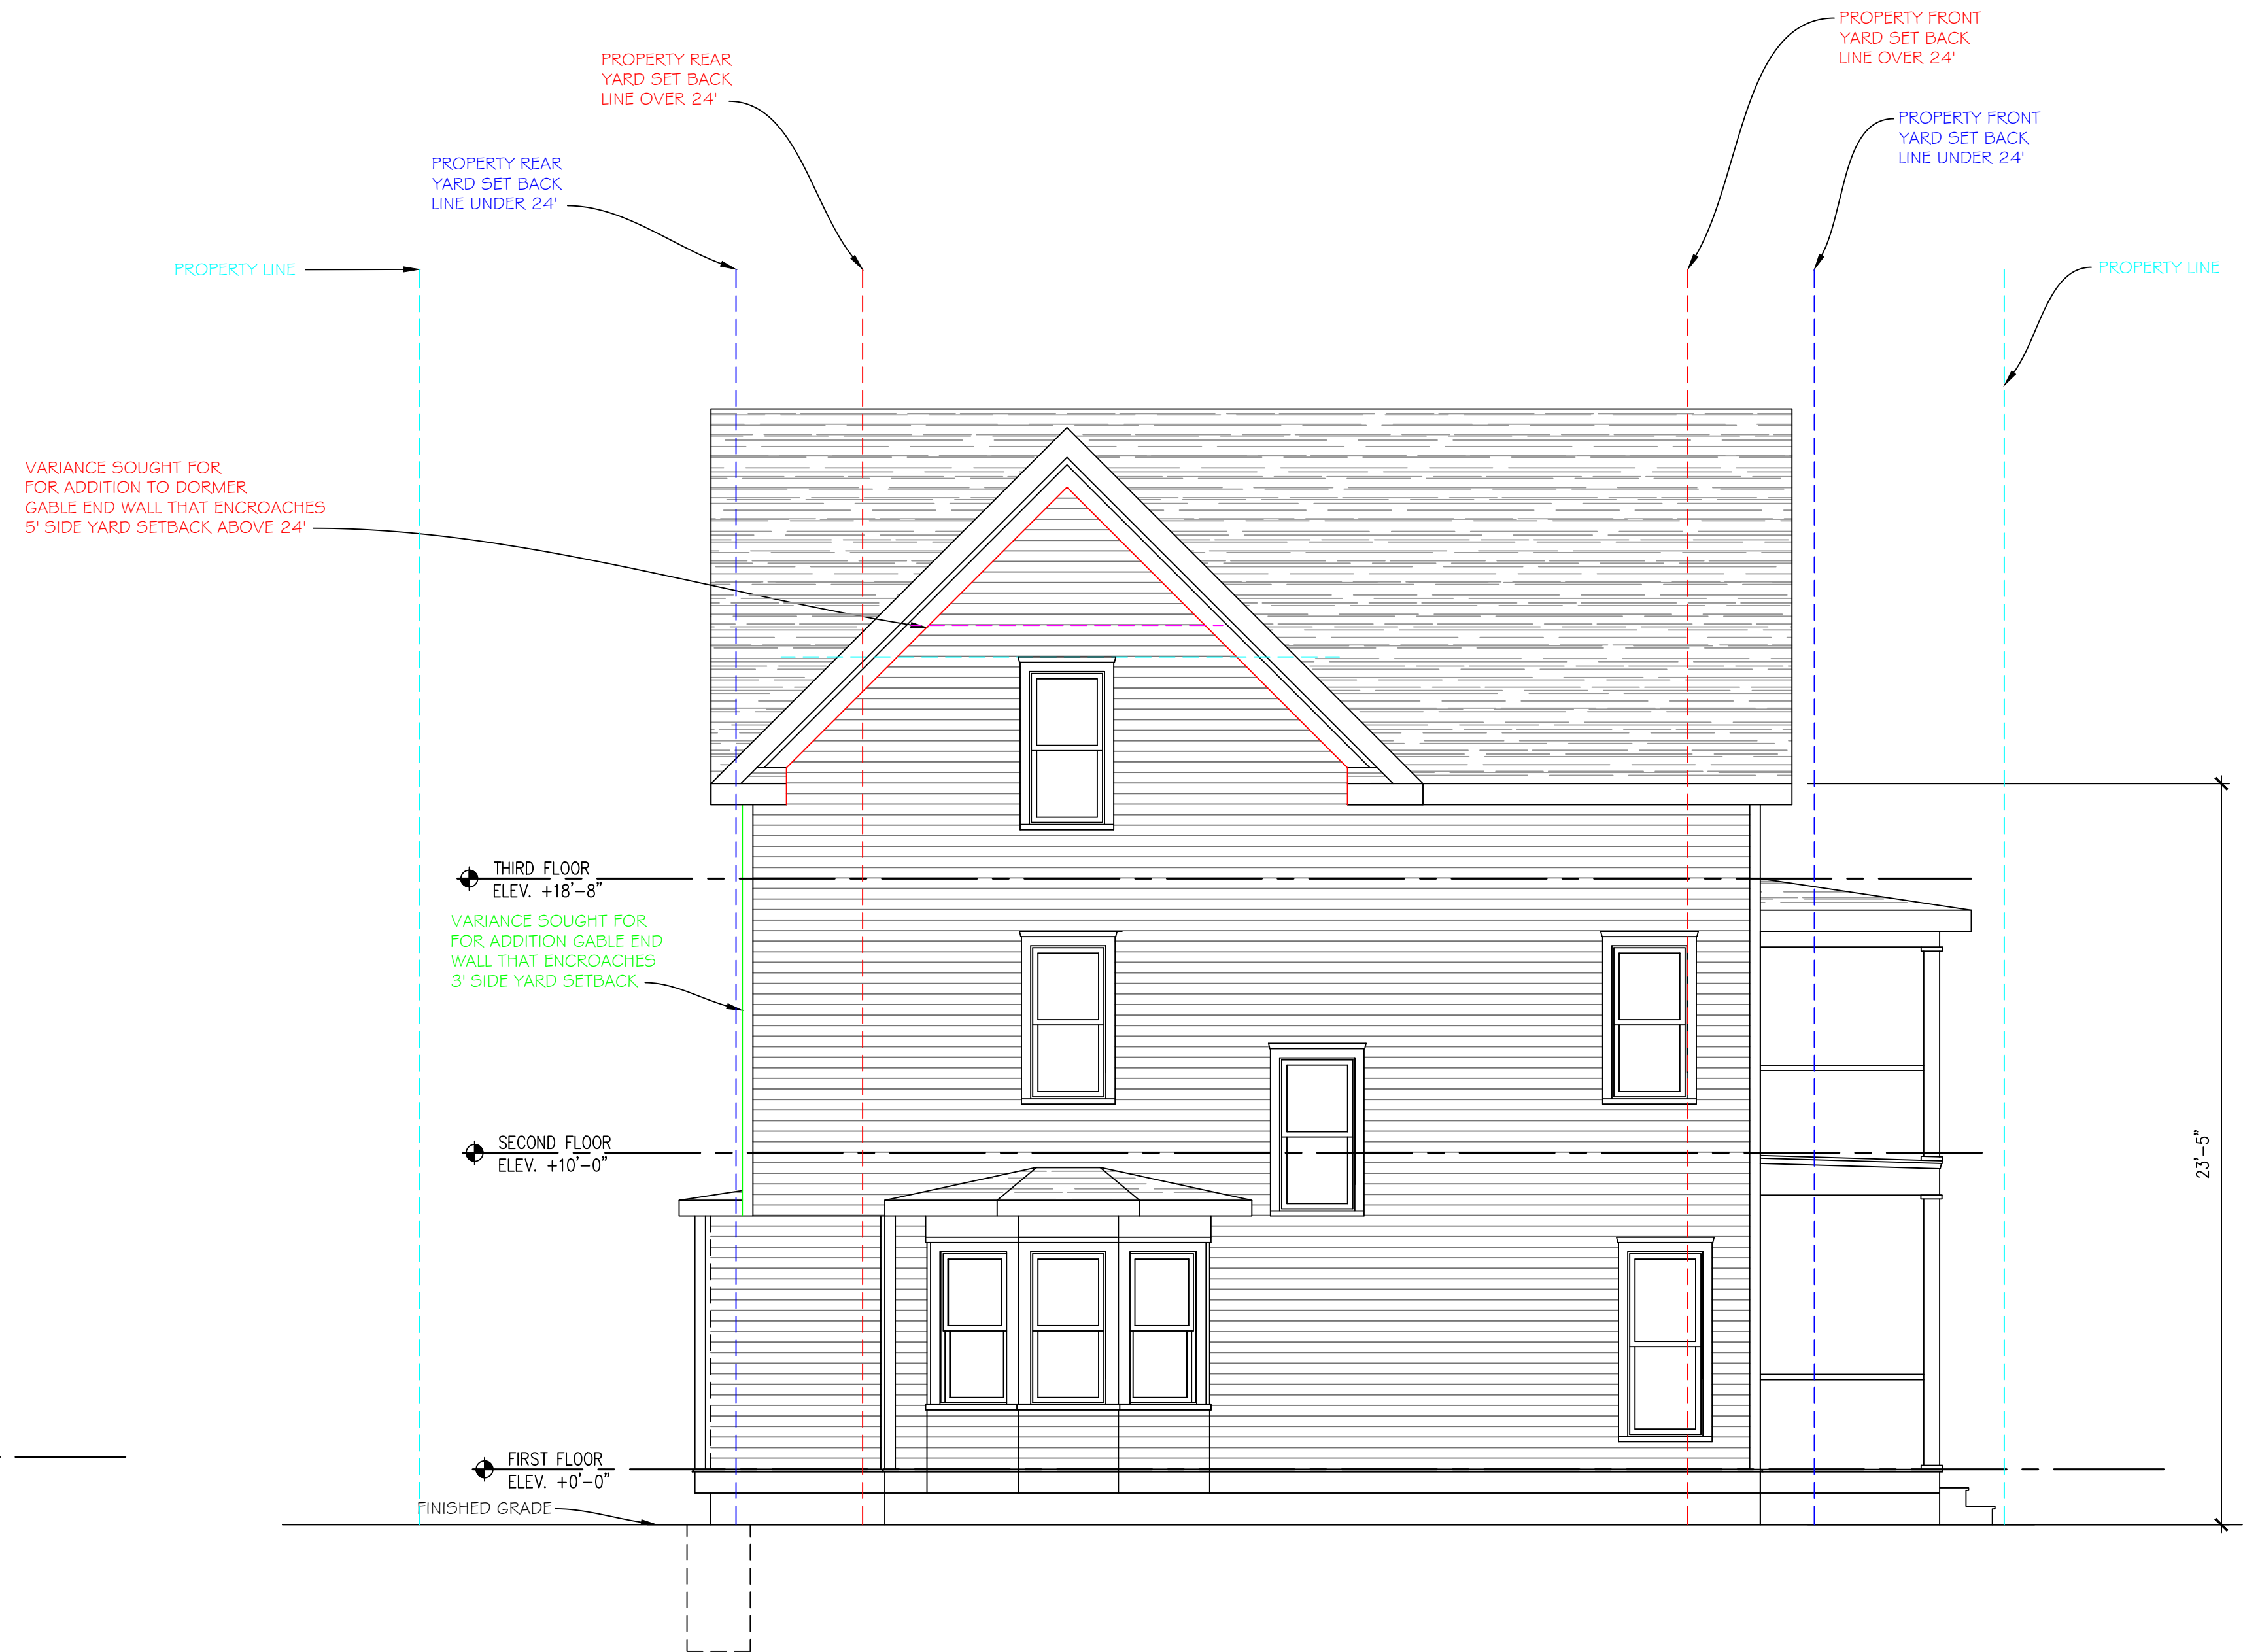 PROPERTY FRONT
YARD SET BACK
LINE OVER 24'
PROPERTY REAR
YARD SET BACK
LINE OVER 24'
PROPERTY FRONT
YARD SET BACK
LINE UNDER 24'
PROPERTY REAR
YARD SET BACK
LINE UNDER 24'
PROPERTY LINE
PROPERTY LINE
VARIANCE SOUGHT FOR
FOR ADDITION TO DORMER
GABLE END WALL THAT ENCROACHES
5' SIDE YARD SETBACK ABOVE 24'
THIRD FLOOR
ELEV. +18'-8"
VARIANCE SOUGHT FOR
FOR ADDITION GABLE END
WALL THAT ENCROACHES
3' SIDE YARD SETBACK
SECOND FLOOR
ELEV. +10'-0"
23'-5"
FIRST FLOOR
ELEV. +0'-0"
FINISHED GRADE